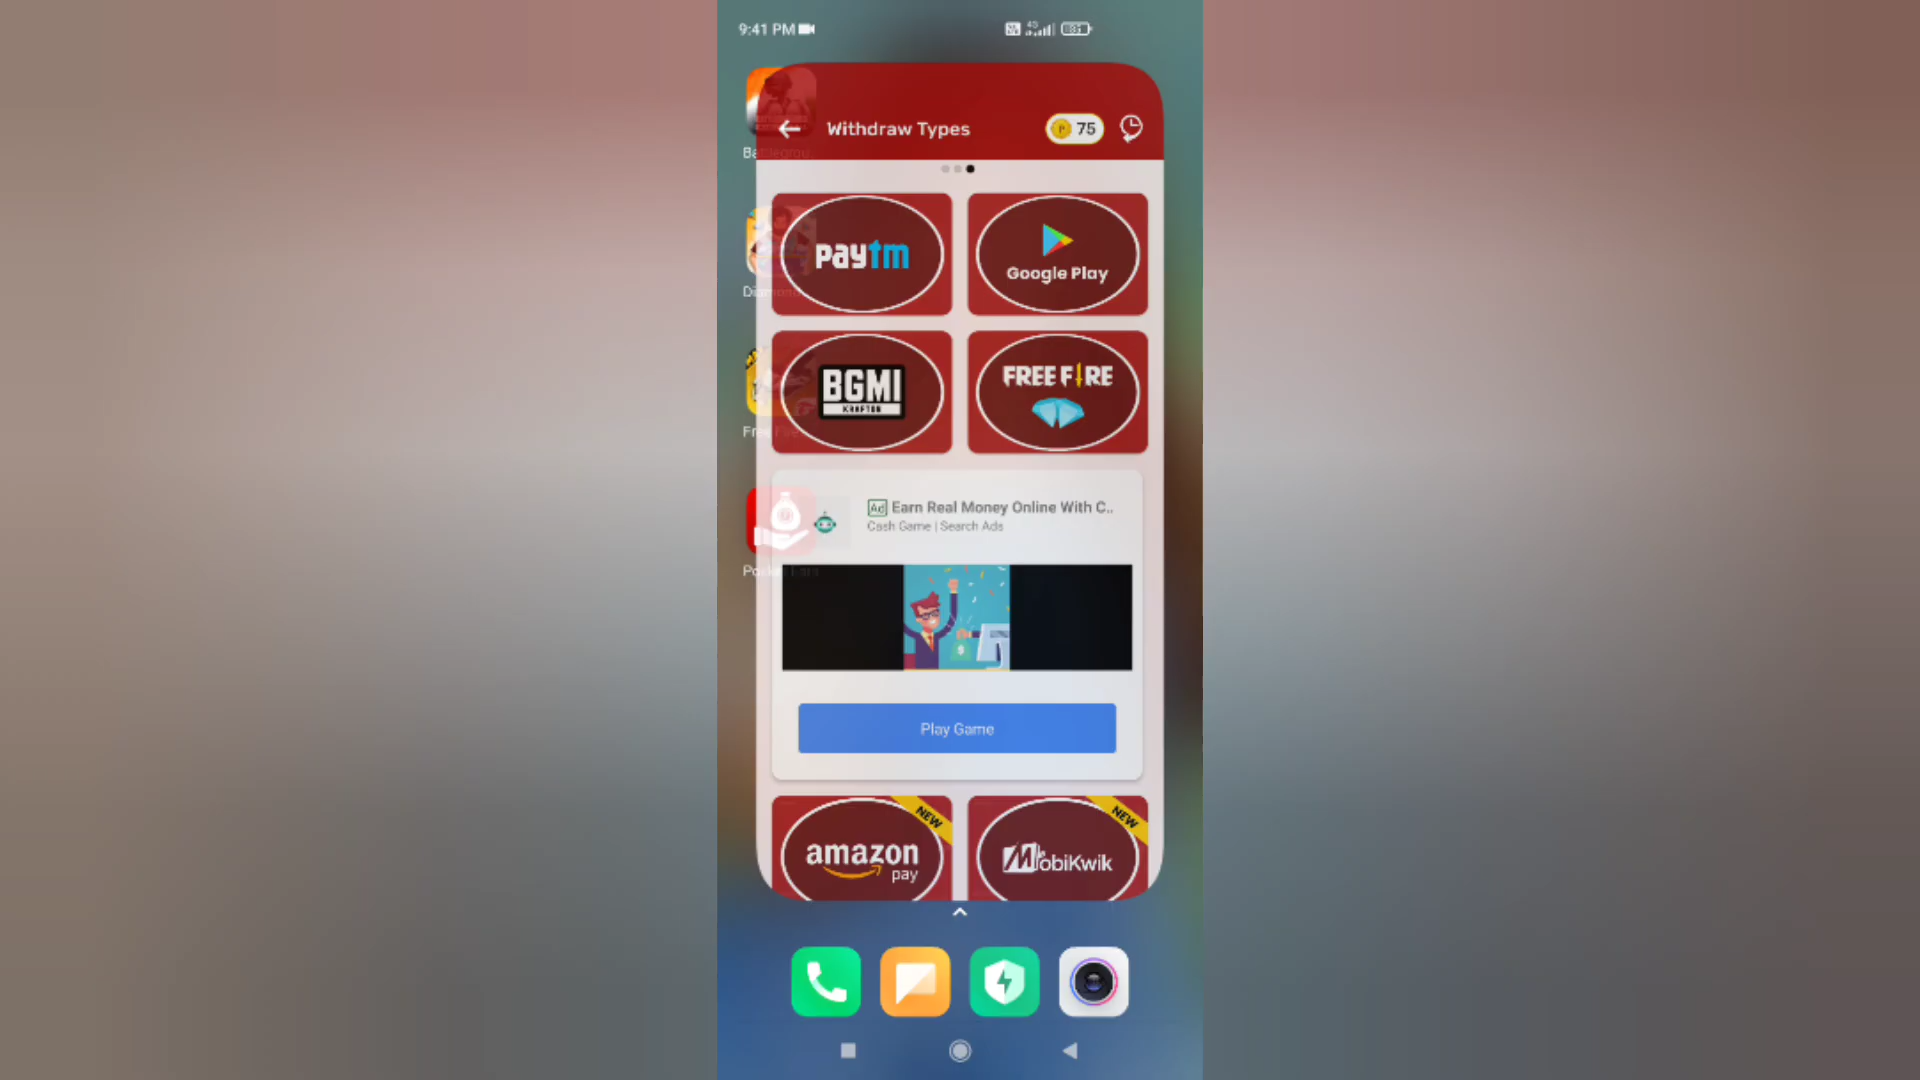 9:41 PM
4G
Withdraw Types
75
paytm
Google Play
BGMI
KRAFTON
FREE FIRE
Ad Earn Real Money Online With C..
Cash Game | Search Ads
Play Game
NEW
NEW
amazon
pay
MobiKwik